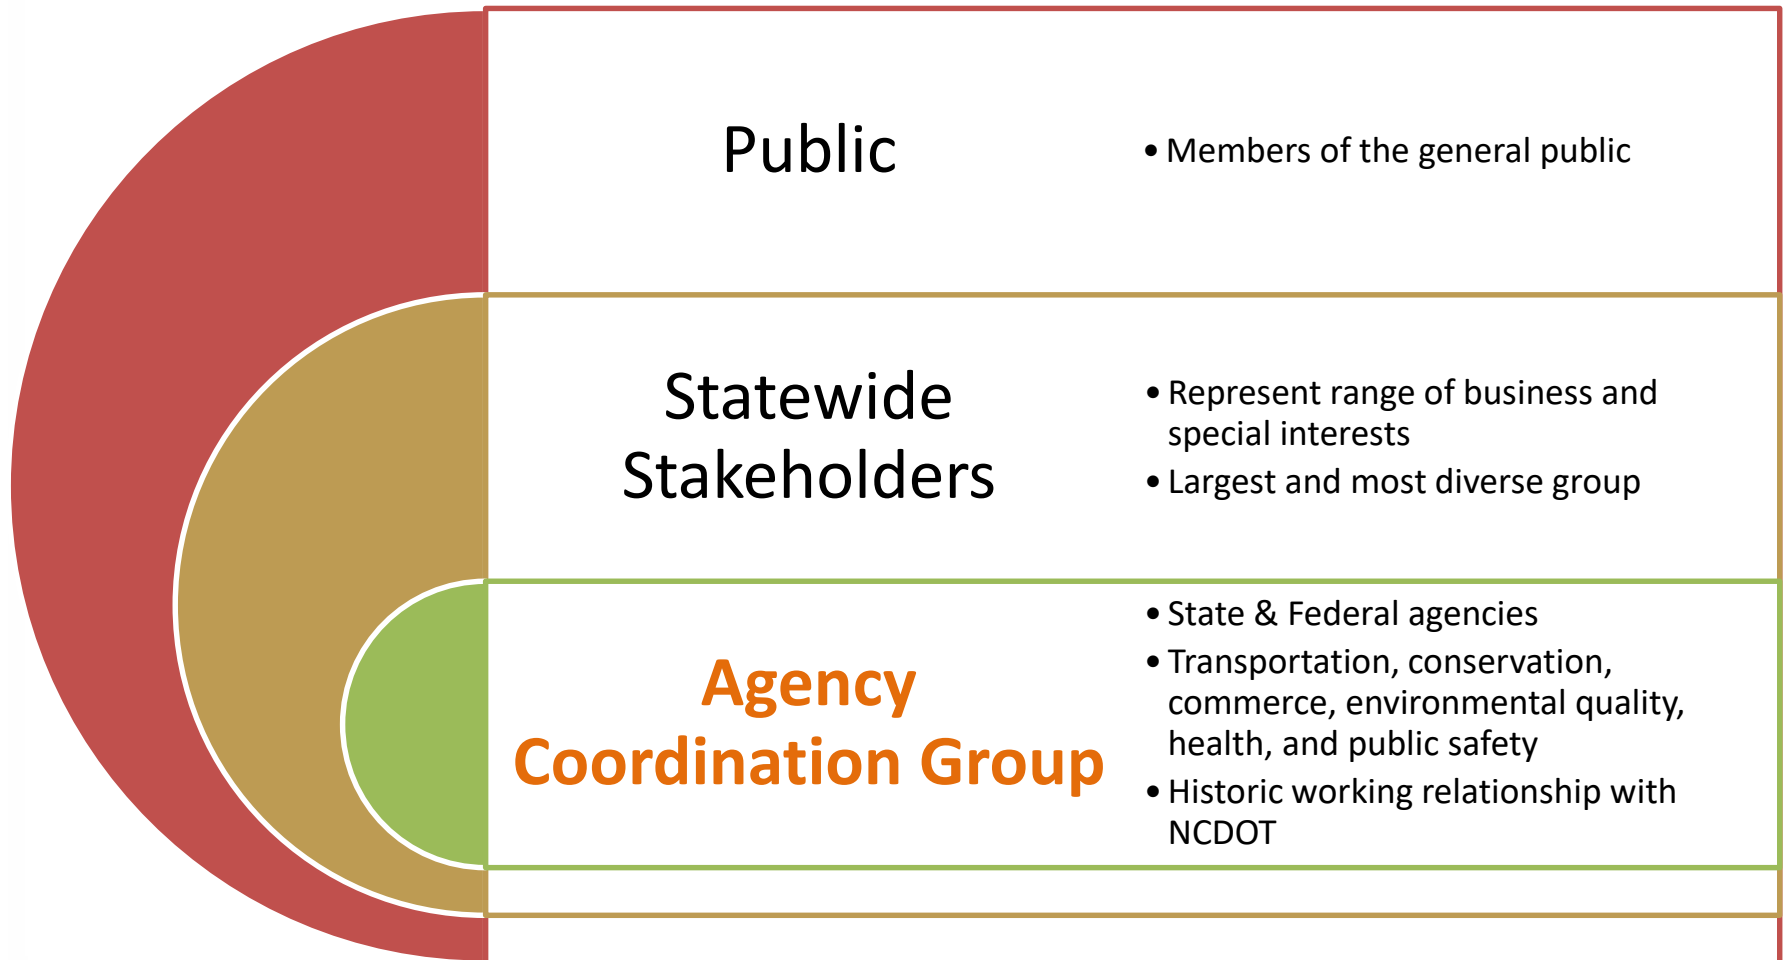 Public
• Members of the general public
Statewide
Stakeholders
• Represent range of business and
special interests
• Largest and most diverse group
Agency
Coordination Group
• State & Federal agencies
• Transportation, conservation,
commerce, environmental quality,
health, and public safety
• Historic working relationship with
NCDOT